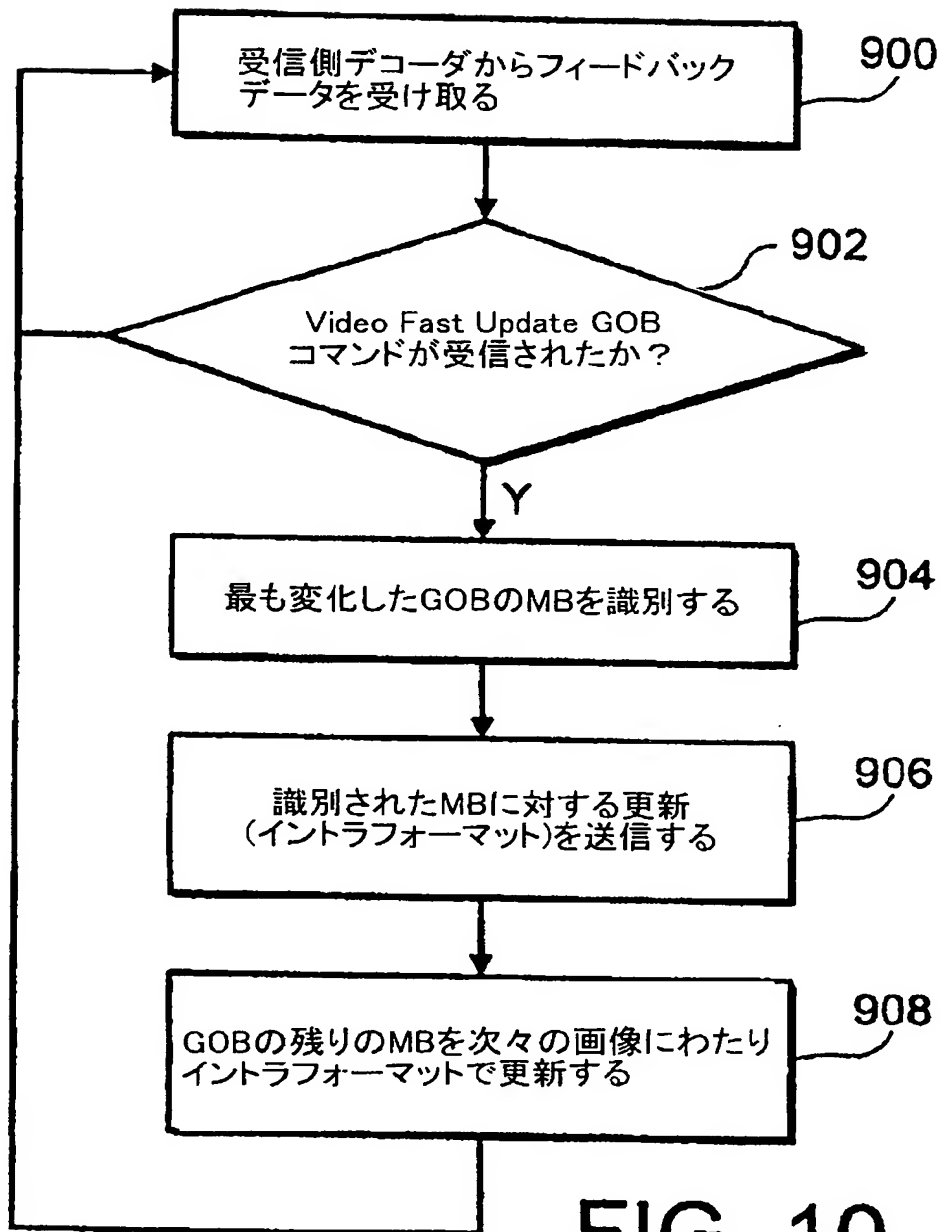 受信側デコーダからフィードバック
データを受け取る
900
902
Video Fast Update GOB
コマンドが受信されたか？
Y
最も変化したGOBのMBを識別する
904
識別されたMBに対する更新
(イントラフォーマット)を送信する
906
GOBの残りのMBを次々の画像にわたり
イントラフォーマットで更新する
908
FIG. 10